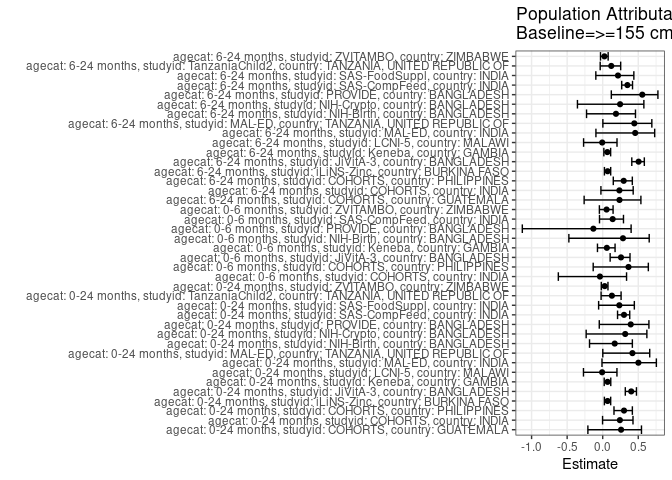 Population Attributa
Baseline=>=155 cm
agecat: 6-24 months, studyid: ZVITAMBO, country: ZIMBABWE
agecat: 6-24 months, studyid: TanzaniaChild2, country: TANZANIA, UNITED REPUBLIC OF
agecat: 6-24 months, studyid: SAS-FoodSuppl, country: INDIA
agecat: 6-24 months, studyid: SAS-CompFeed, country: INDIA
agecat: 6-24 months, studyid: PROVIDE, country: BANGLADESH
agecat: 6-24 months, studyid: NIH-Crypto, country: BANGLADESH
agecat: 6-24 months, studyid: NIH-Birth, country: BANGLADESH
agecat: 6-24 months, studyid: MAL-ED, country: TANZANIA, UNITED REPUBLIC OF
agecat: 6-24 months, studyid: MAL-ED, country: INDIA
agecat: 6-24 months, studyid: LCNI-5, country: MALAWI
agecat: 6-24 months, studyid: Keneba, country: GAMBIA
agecat: 6-24 months, studyid: JiVitA-3, country: BANGLADESH
agecat: 6-24 months, studyid: iLiNS-Zinc, country: BURKINA FASO
agecat: 6-24 months, studyid: COHORTS, country: PHILIPPINES
agecat: 6-24 months, studyid: COHORTS, country: INDIA
agecat: 6-24 months, studyid: COHORTS, country: GUATEMALA
agecat: 0-6 months, studyid: ZVITAMBO, country: ZIMBABWE
agecat: 0-6 months, studyid: SAS-CompFeed, country: INDIA
agecat: 0-6 months, studyid: PROVIDE, country: BANGLADESH
agecat: 0-6 months, studyid: NIH-Birth, country: BANGLADESH
agecat: 0-6 months, studyid: Keneba, country: GAMBIA
agecat: 0-6 months, studyid: JiVitA-3, country: BANGLADESH
agecat: 0-6 months, studyid: COHORTS, country: PHILIPPINES
agecat: 0-6 months, studyid: COHORTS, country: INDIA
agecat: 0-24 months, studyid: ZVITAMBO, country: ZIMBABWE
agecat: 0-24 months, studyid: TanzaniaChild2, country: TANZANIA, UNITED REPUBLIC OF
agecat: 0-24 months, studyid: SAS-FoodSuppl, country: INDIA
agecat: 0-24 months, studyid: SAS-CompFeed, country: INDIA
agecat: 0-24 months, studyid: PROVIDE, country: BANGLADESH
agecat: 0-24 months, studyid: NIH-Crypto, country: BANGLADESH
agecat: 0-24 months, studyid: NIH-Birth, country: BANGLADESH
agecat: 0-24 months, studyid: MAL-ED, country: TANZANIA, UNITED REPUBLIC OF
agecat: 0-24 months, studyid: MAL-ED, country: INDIA
agecat: 0-24 months, studyid: LCNI-5, country: MALAWI
agecat: 0-24 months, studyid: Keneba, country: GAMBIA
agecat: 0-24 months, studyid: JiVitA-3, country: BANGLADESH
agecat: 0-24 months, studyid: iLiNS-Zinc, country: BURKINA FASO
agecat: 0-24 months, studyid: COHORTS, country: PHILIPPINES
agecat: 0-24 months, studyid: COHORTS, country: INDIA
agecat: 0-24 months, studyid: COHORTS, country: GUATEMALA
-1.0 -0.5 0.0 0.5
Estimate